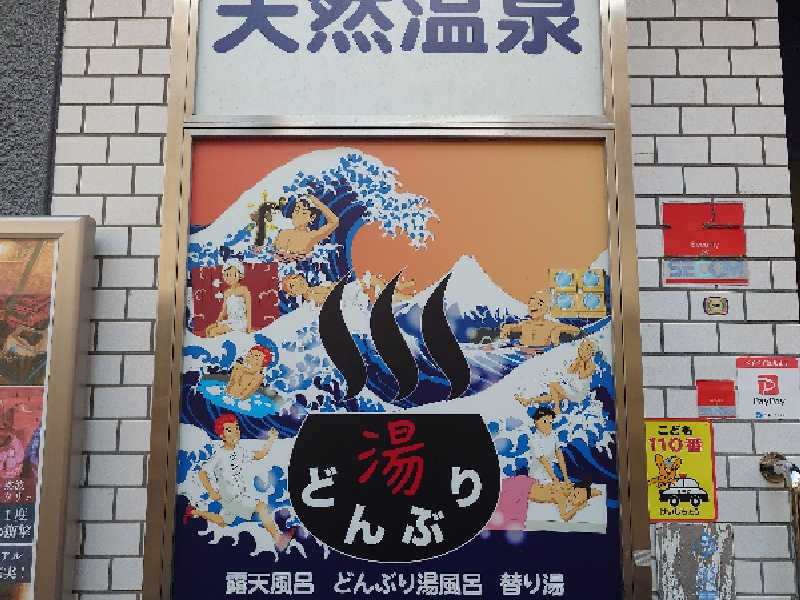 天然温泉
湯
どんぶり
露天風呂 どんぶり湯風呂 替り湯
Security
SECOM
PayPay
こども
110番